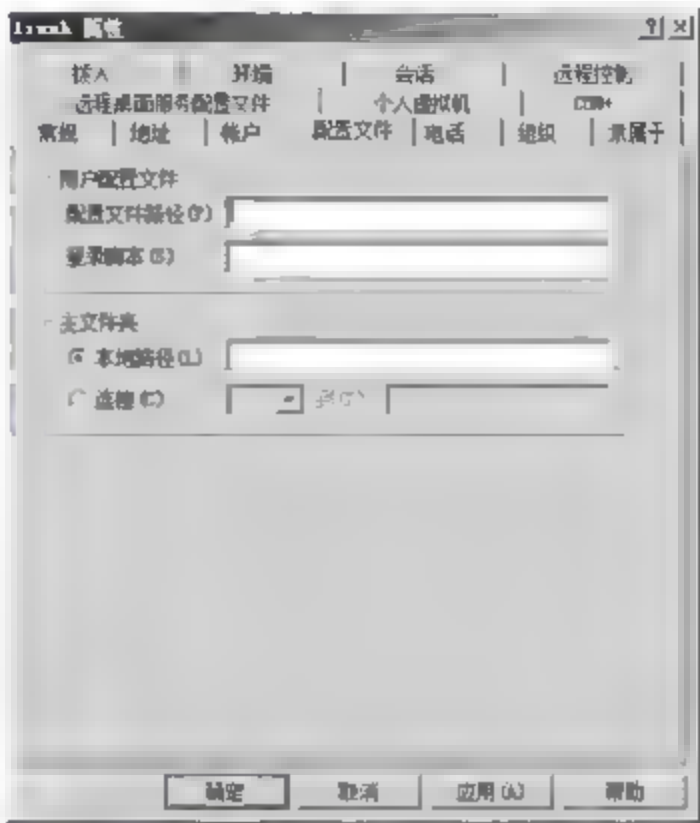 属性
拨入 环境 会话 远程控制
远程桌面服务配置文件 个人虚拟机 COM+
常规 地址 帐户 配置文件 电话 组织 隶属于
用户配置文件
配置文件路径(P)
登录脚本(S)
主文件夹
本地路径(L)
连接(C) 到(T)
确定 取消 应用(A) 帮助